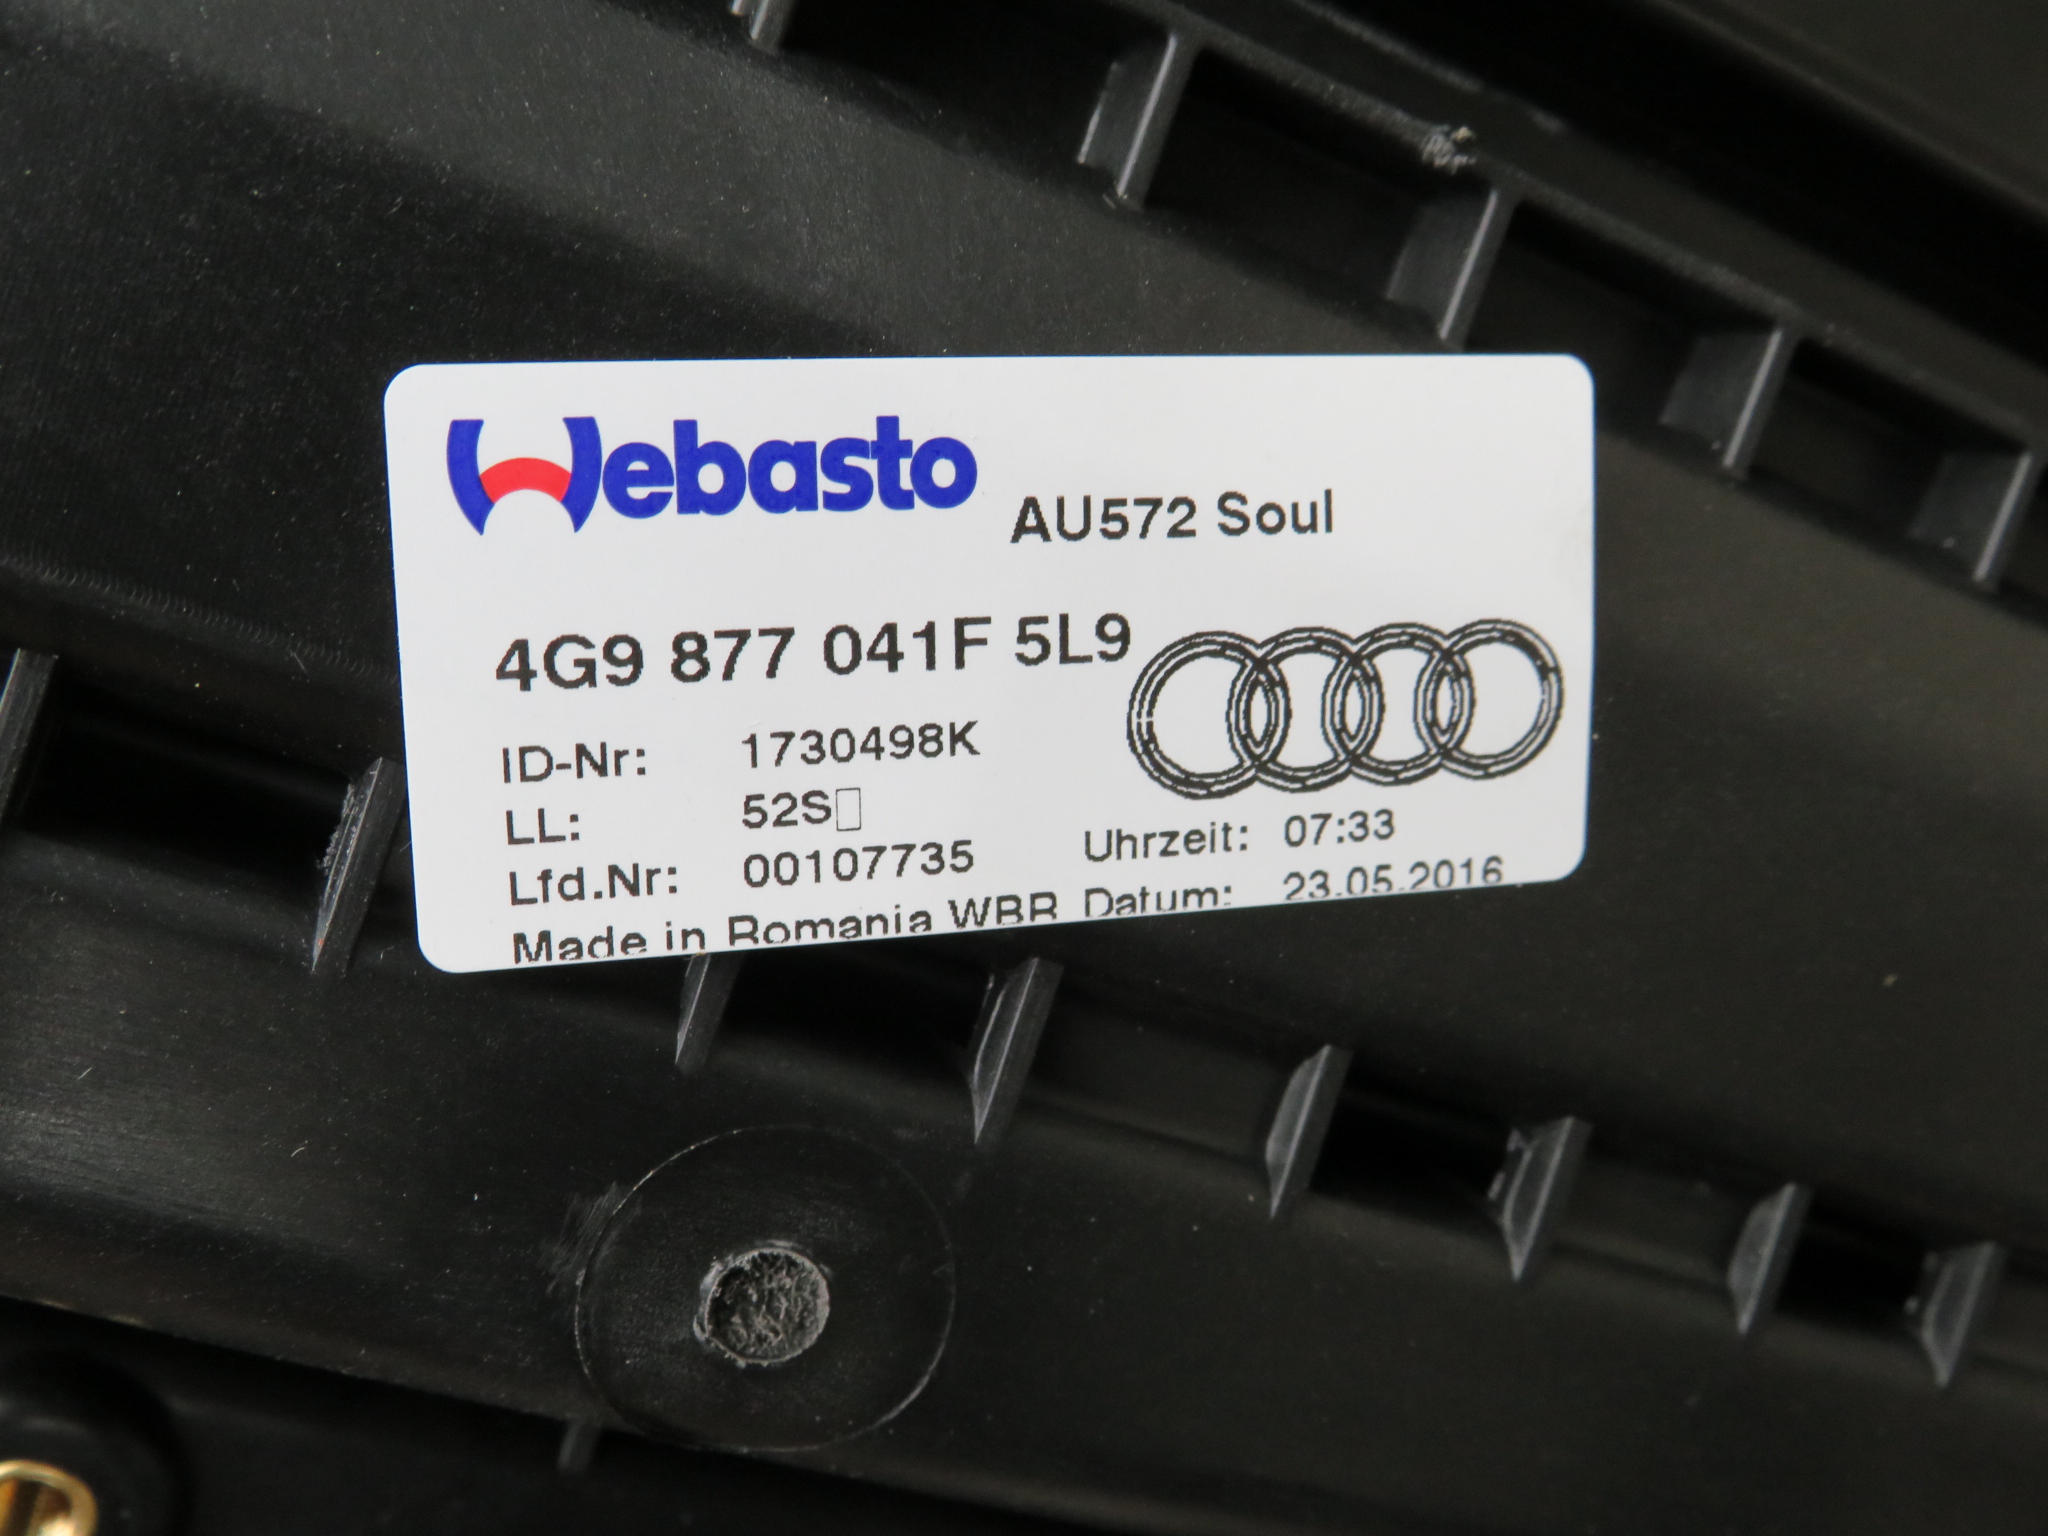 Webasto AU572 Soul
4G9 877 041F 5L9
ID-Nr: 1730498K
LL: 52S▯
Lfd.Nr: 00107735 Uhrzeit: 07:33
Made in Romania WBR Datum: 23.05.2016